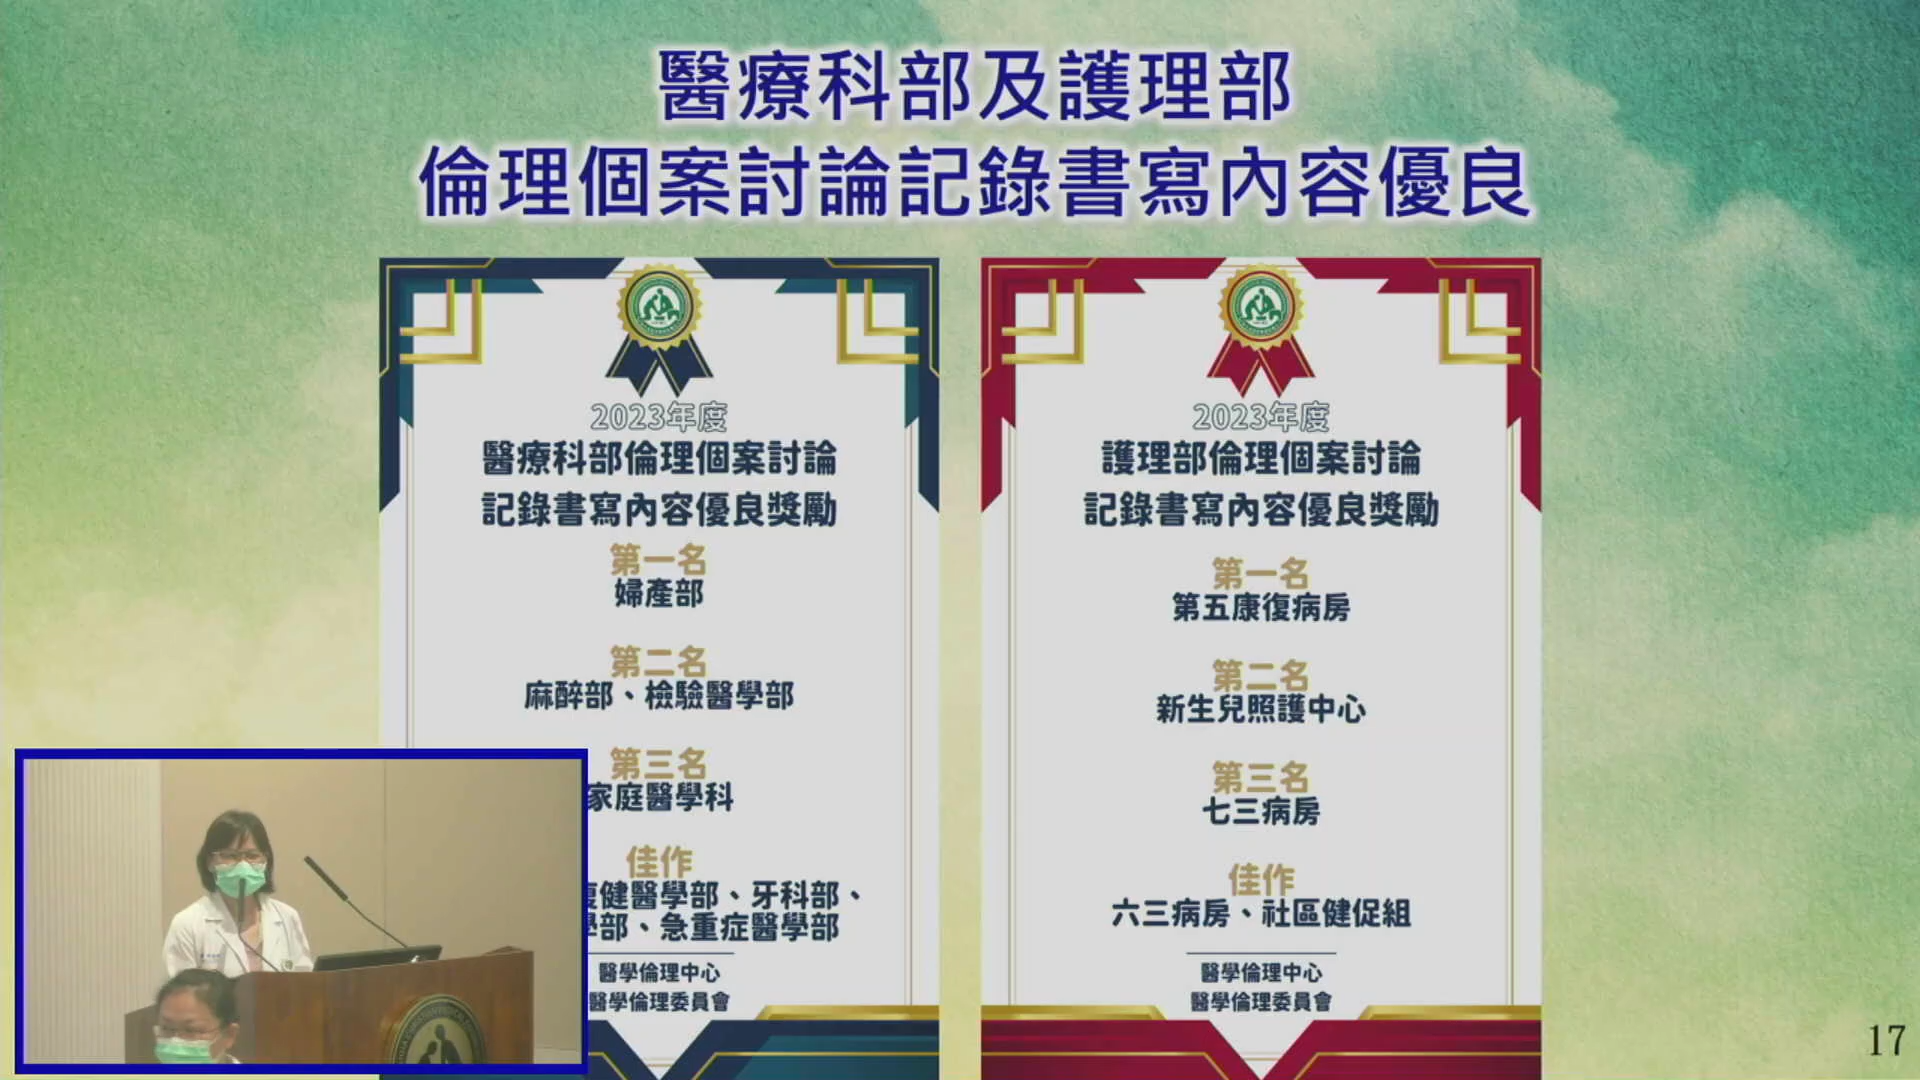 醫療科部及護理部
倫理個案討論記錄書寫內容優良
2023年度
醫療科部倫理個案討論
記錄書寫內容優良獎勵
第一名
婦產部
第二名
麻醉部、檢驗醫學部
第三名
家庭醫學科
佳作
復健醫學部、牙科部、
學部、急重症醫學部
醫學倫理中心
醫學倫理委員會
2023年度
護理部倫理個案討論
記錄書寫內容優良獎勵
第一名
第五康復病房
第二名
新生兒照護中心
第三名
七三病房
佳作
六三病房、社區健促組
醫學倫理中心
醫學倫理委員會
17